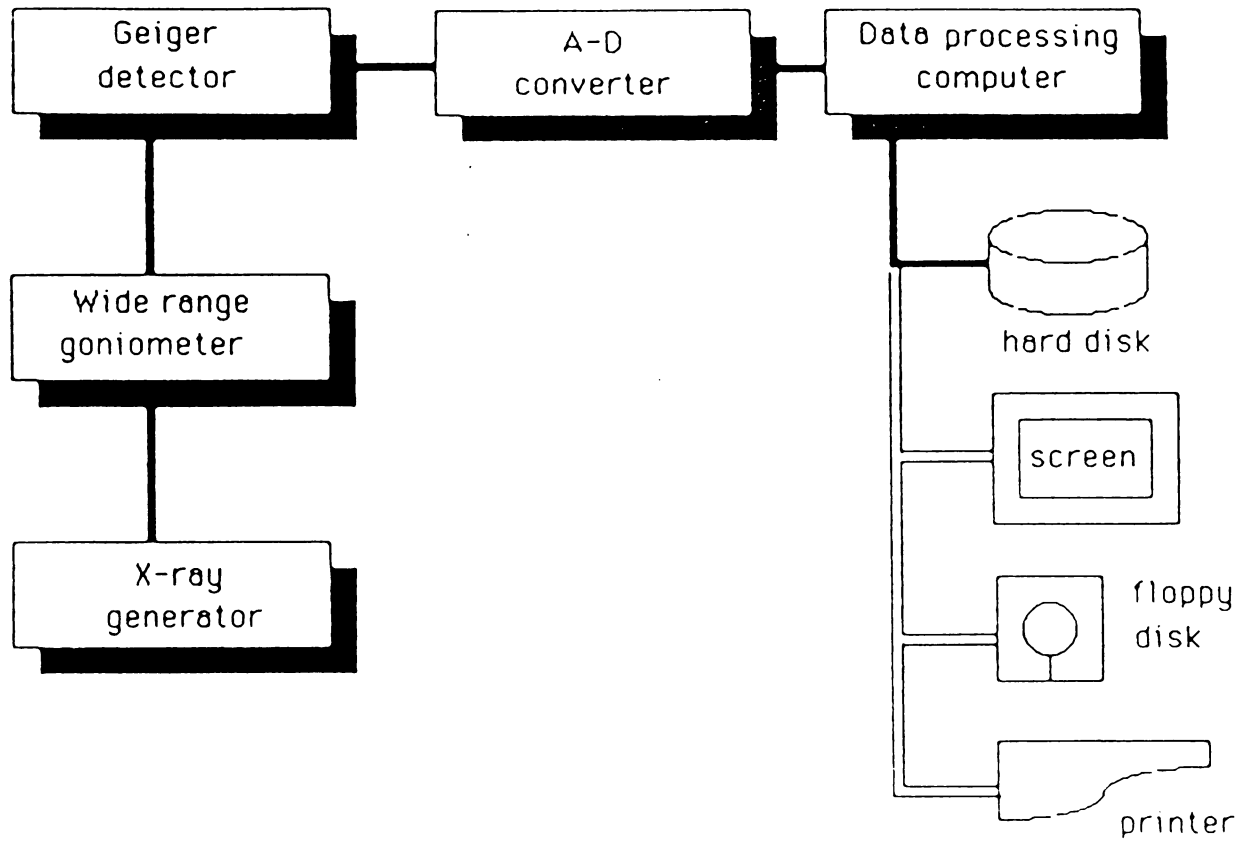 Geiger
detector
A-D
converter
Data processing
computer
hard disk
Wide range
goniometer
screen
X-ray
generator
floppy
disk
printer